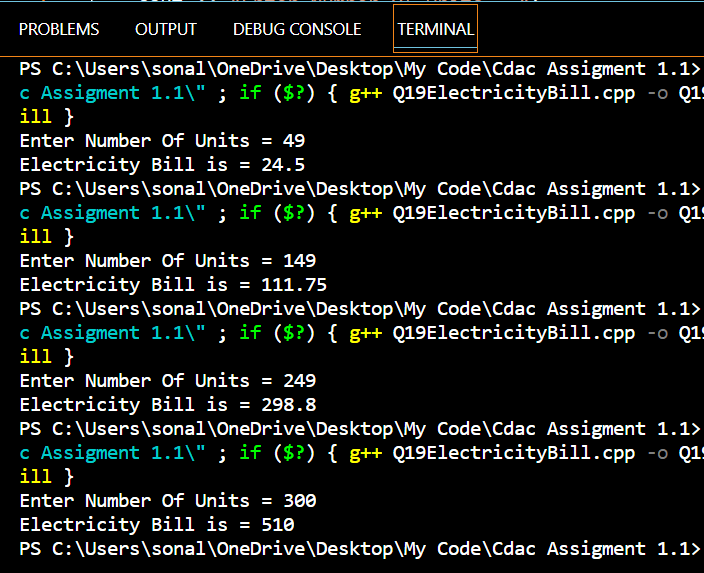 PROBLEMS OUTPUT DEBUG CONSOLE TERMINAL
PS C:\Users\sonal\OneDrive\Desktop\My Code\Cdac Assigment 1.1>
c Assigment 1.1\" ; if ($?) { g++ Q19ElectricityBill.cpp -o Q19
ill }
Enter Number Of Units = 49
Electricity Bill is = 24.5
PS C:\Users\sonal\OneDrive\Desktop\My Code\Cdac Assigment 1.1>
c Assigment 1.1\" ; if ($?) { g++ Q19ElectricityBill.cpp -o Q19
ill }
Enter Number Of Units = 149
Electricity Bill is = 111.75
PS C:\Users\sonal\OneDrive\Desktop\My Code\Cdac Assigment 1.1>
c Assigment 1.1\" ; if ($?) { g++ Q19ElectricityBill.cpp -o Q19
ill }
Enter Number Of Units = 249
Electricity Bill is = 298.8
PS C:\Users\sonal\OneDrive\Desktop\My Code\Cdac Assigment 1.1>
c Assigment 1.1\" ; if ($?) { g++ Q19ElectricityBill.cpp -o Q19
ill }
Enter Number Of Units = 300
Electricity Bill is = 510
PS C:\Users\sonal\OneDrive\Desktop\My Code\Cdac Assigment 1.1>